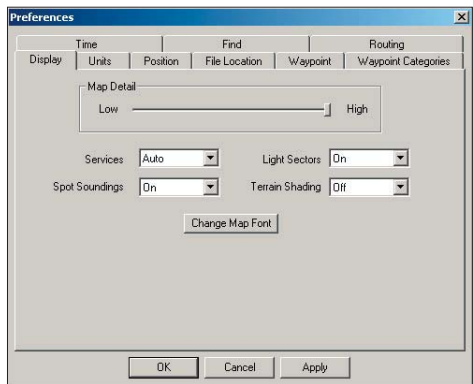 Preferences
Time Find Routing
Display Units Position File Location Waypoint Waypoint Categories
Map Detail
Low High
Services Auto Light Sectors On
Spot Soundings On Terrain Shading Off
Change Map Font
OK Cancel Apply